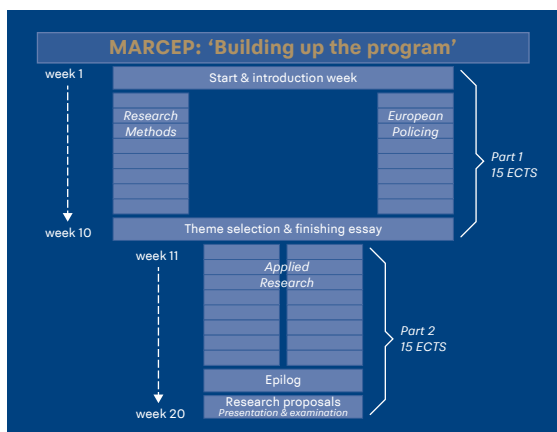 MARCEP: ‘Building up the program’
week 1
Start & introduction week
Research
Methods
European
Policing
Part 1
15 ECTS
Theme selection & finishing essay
week 10
week 11
Applied
Research
Part 2
15 ECTS
Epilog
Research proposals
Presentation & examination
week 20